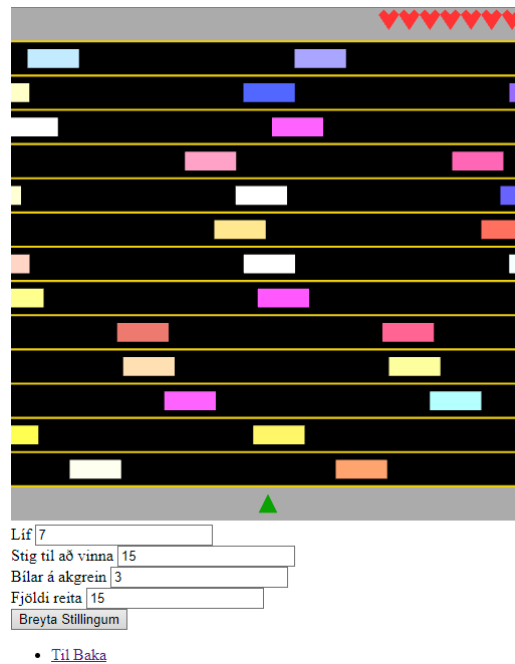 Líf 7
Stig til að vinna 15
Bílar á akgrein 3
Fjöldi reita 15
Breyta Stillingum
Til Baka